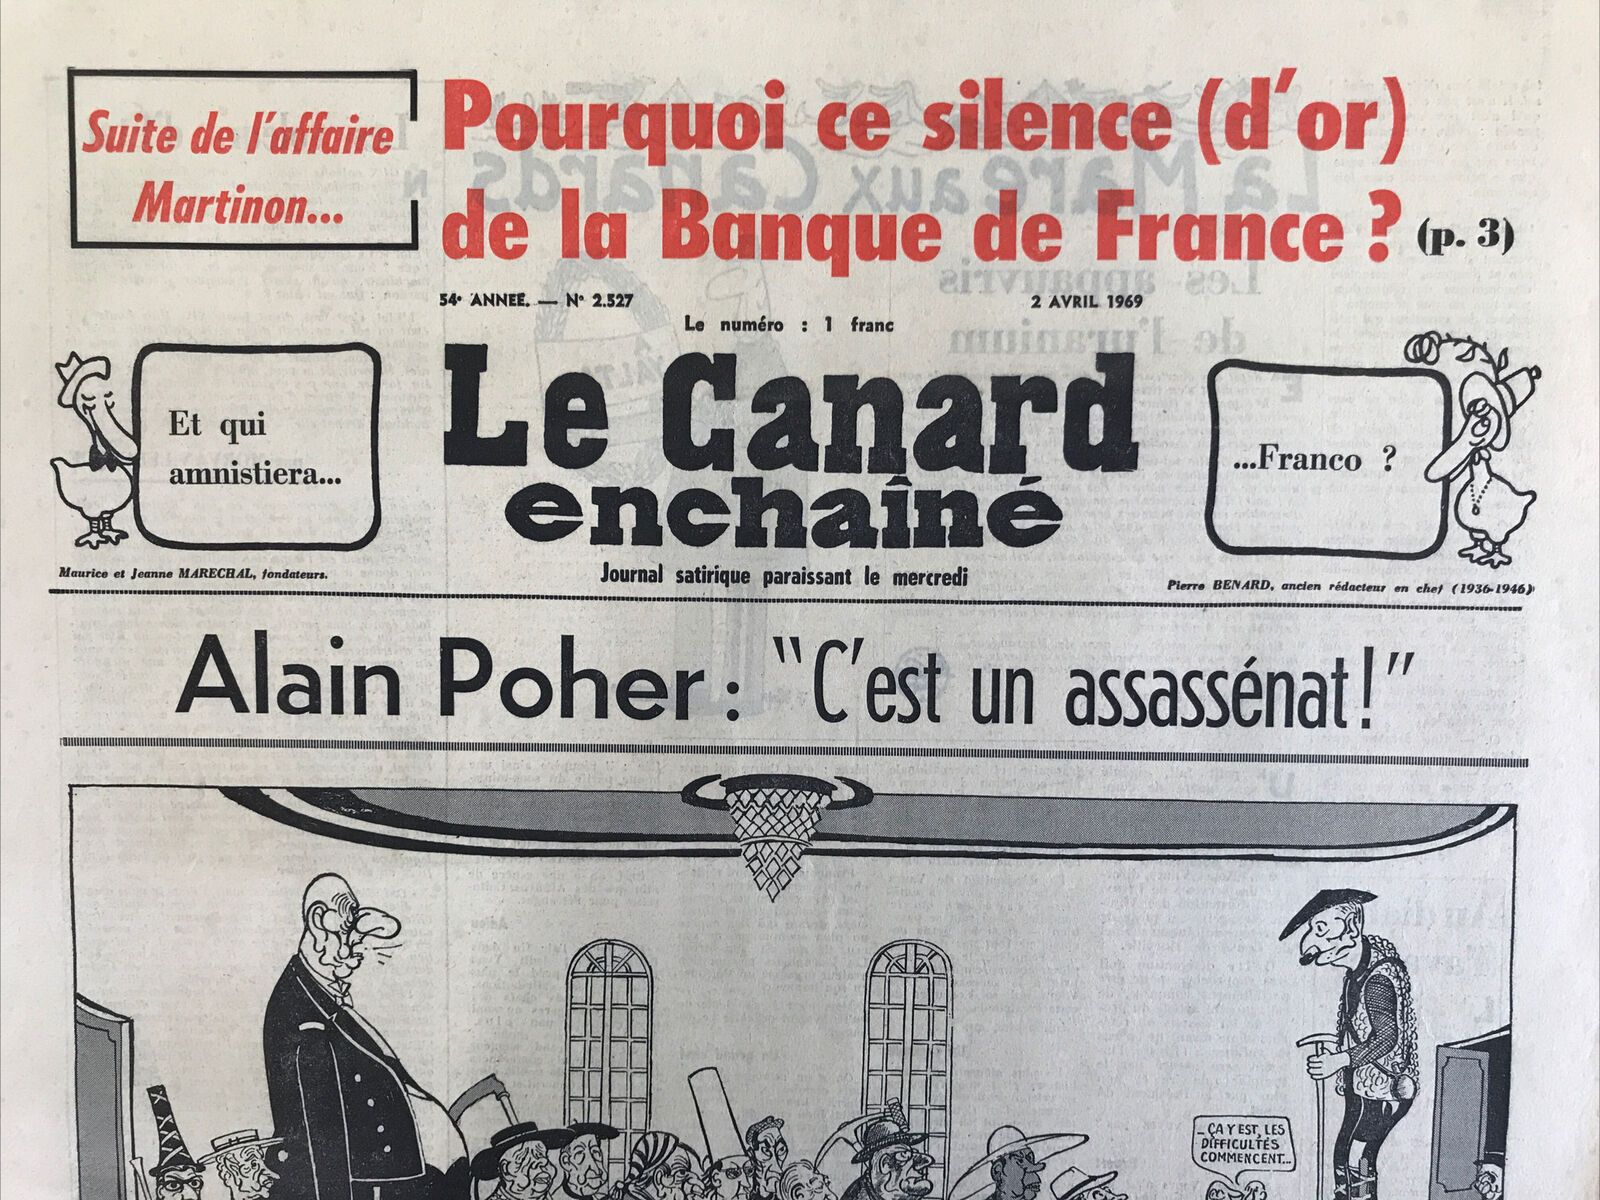 Suite de l'affaire
Martinon...
Pourquoi ce silence (d'or)
de la Banque de France ? (p. 3)
54e ANNEE. — N° 2.527
2 AVRIL 1969
Le numéro : 1 franc
Et qui
amnistiera...
Le Canard
enchaîné
...Franco ?
Maurice et Jeanne MARECHAL, fondateurs.
Journal satirique paraissant le mercredi
Pierre BENARD, ancien rédacteur en chef (1936-1946)
Alain Poher : "C'est un assassénat!"
– ÇA Y EST, LES
DIFFICULTÉS
COMMENCENT...